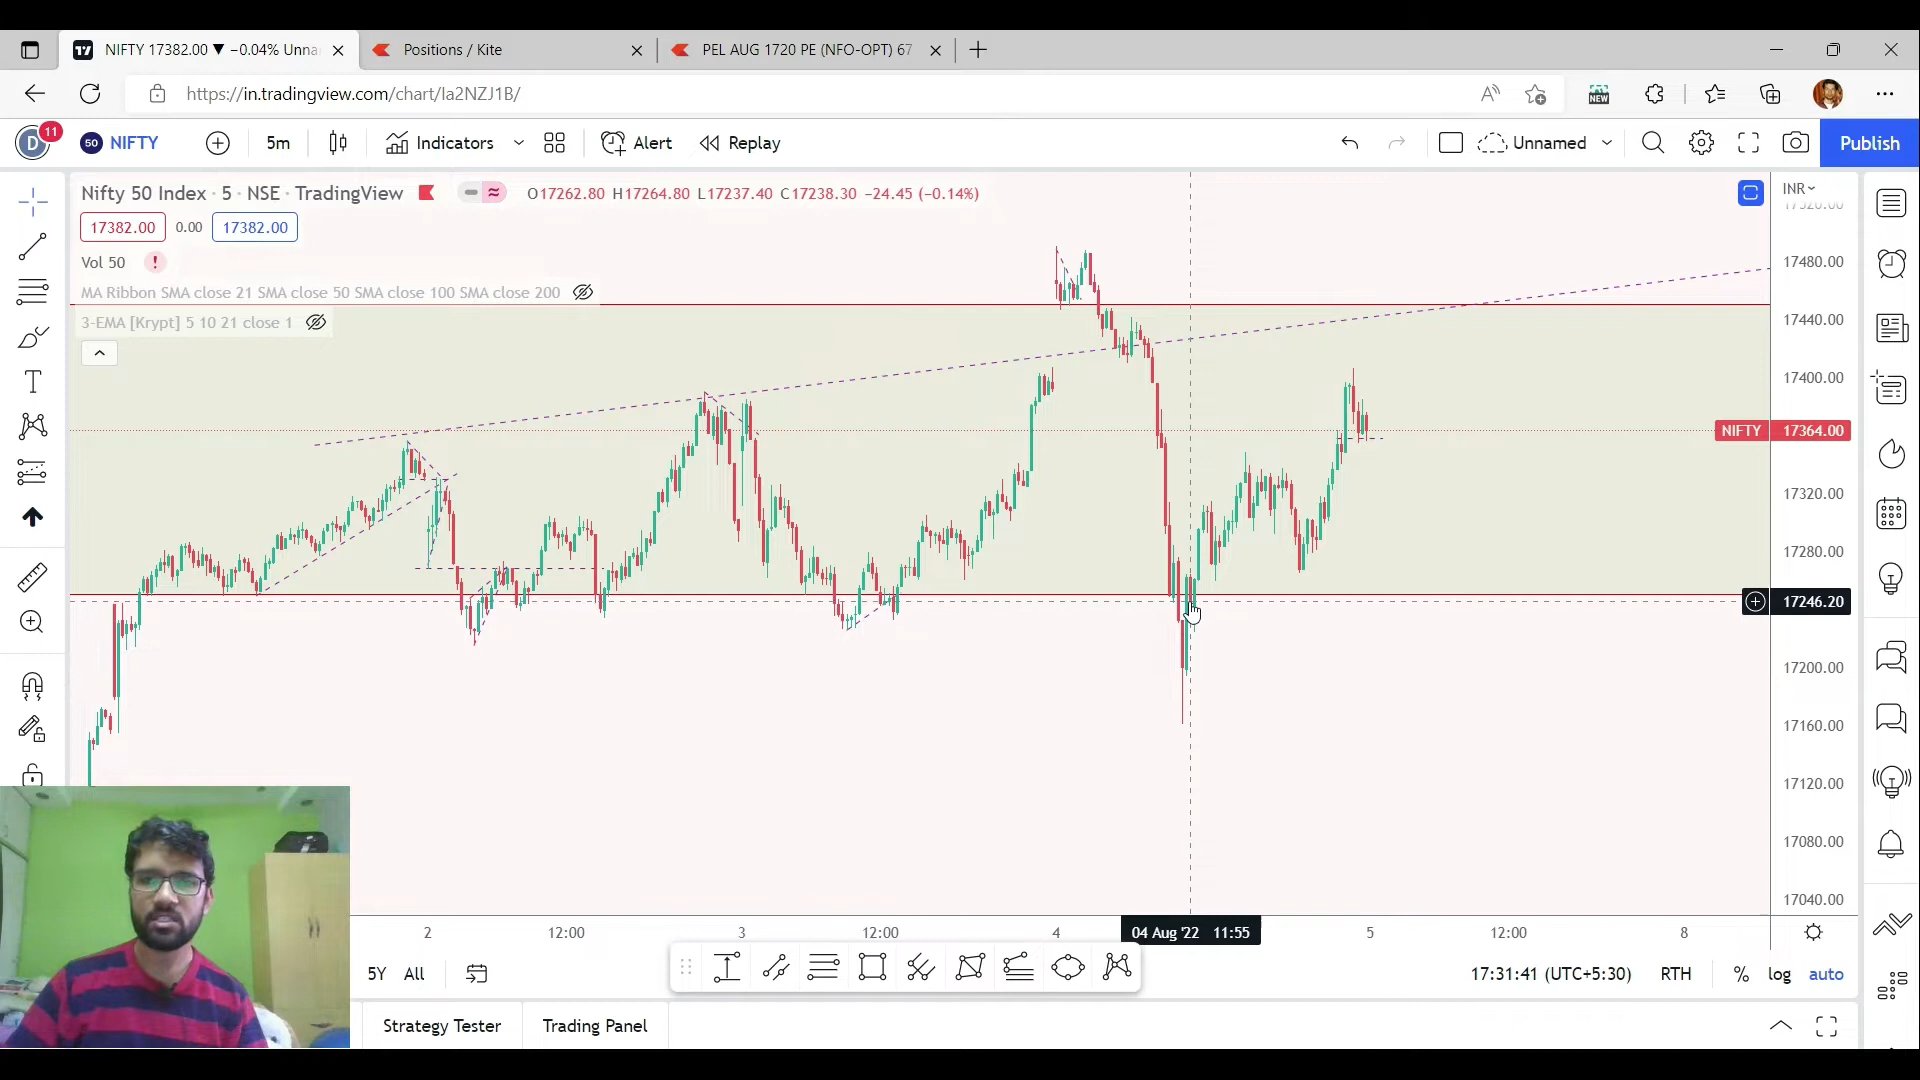 NIFTY 17382.00 ▼ −0.04% Unna
Positions / Kite
PEL AUG 1720 PE (NFO-OPT) 67
https://in.tradingview.com/chart/Ia2NZJ1B/
NEW
D 11
50 NIFTY
5m
Indicators
Alert
Replay
Unnamed
Publish
Nifty 50 Index · 5 · NSE · TradingView
O17262.80 H17264.80 L17237.40 C17238.30 −24.45 (−0.14%)
INR
17382.00 0.00 17382.00
Vol 50 !
MA Ribbon SMA close 21 SMA close 50 SMA close 100 SMA close 200
3-EMA [Krypt] 5 10 21 close 1
17320.00
17480.00
17440.00
17400.00
NIFTY 17364.00
17320.00
17280.00
17246.20
17200.00
17160.00
17120.00
17080.00
17040.00
2 12:00 3 12:00 4 04 Aug '22 11:55 5 12:00 8
5Y All
17:31:41 (UTC+5:30) RTH % log auto
Strategy Tester Trading Panel